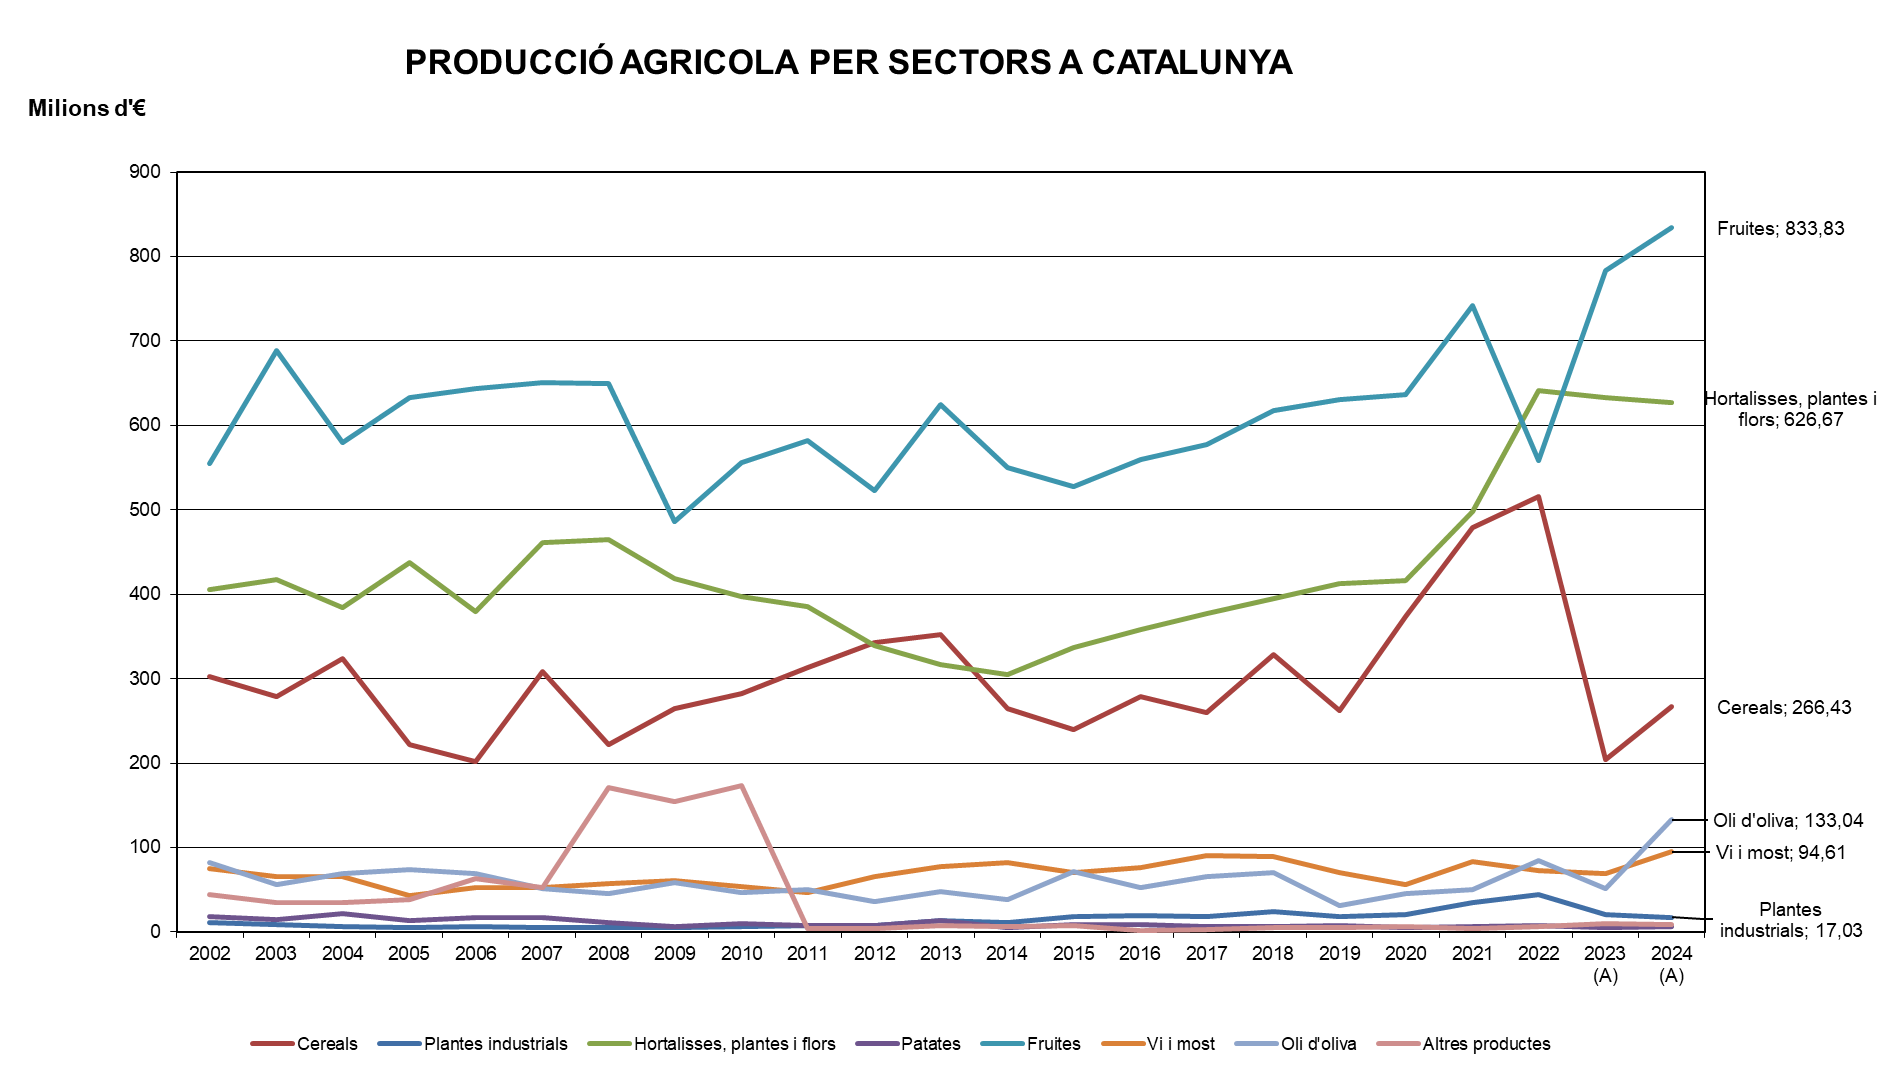 PRODUCCIÓ AGRICOLA PER SECTORS A CATALUNYA
Milions d'€
900
800
700
600
500
400
300
200
100
0
Fruites; 833,83
Hortalisses, plantes i
flors; 626,67
Cereals; 266,43
Oli d'oliva; 133,04
Vi i most; 94,61
Plantes
industrials; 17,03
2002 2003 2004 2005 2006 2007 2008 2009 2010 2011 2012 2013 2014 2015 2016 2017 2018 2019 2020 2021 2022 2023 2024
(A) (A)
Cereals Plantes industrials Hortalisses, plantes i flors Patates Fruites Vi i most Oli d'oliva Altres productes